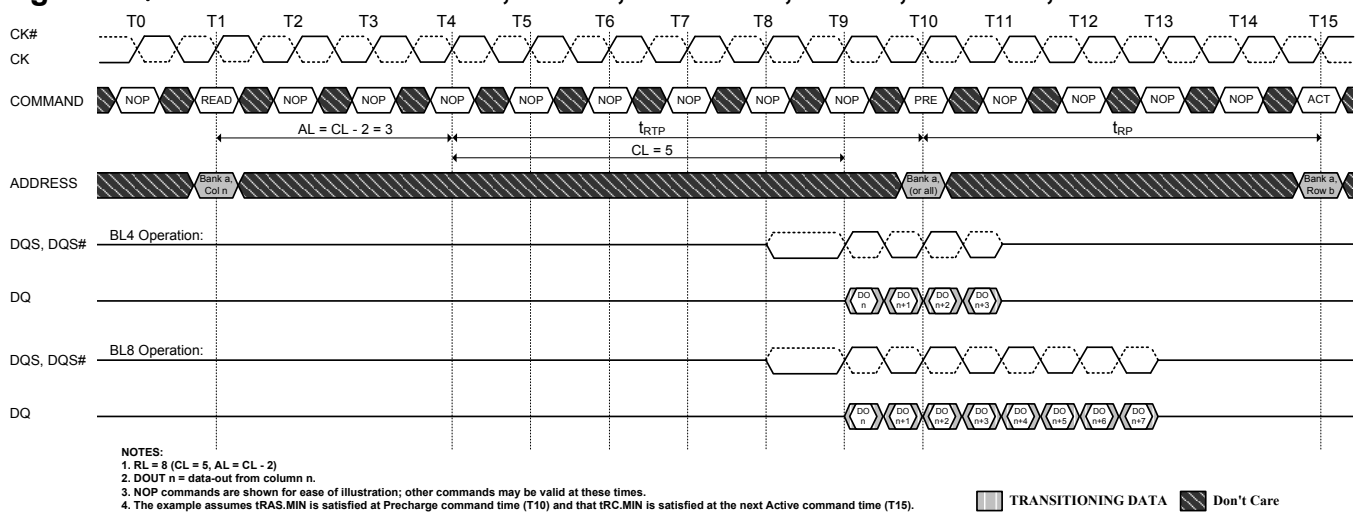 T0 T1 T2 T3 T4 T5 T6 T7 T8 T9 T10 T11 T12 T13 T14 T15
CK#
CK
COMMAND NOP READ NOP NOP NOP NOP NOP NOP NOP NOP PRE NOP NOP NOP NOP ACT
AL = CL - 2 = 3 tRTP tRP
CL = 5
ADDRESS Bank a, Col n Bank a, (or all) Bank a, Row b
BL4 Operation:
DQS, DQS#
DQ DO n DO n+1 DO n+2 DO n+3
BL8 Operation:
DQS, DQS#
DQ DO n DO n+1 DO n+2 DO n+3 DO n+4 DO n+5 DO n+6 DO n+7
NOTES:
1. RL = 8 (CL = 5, AL = CL - 2)
2. DOUT n = data-out from column n.
3. NOP commands are shown for ease of illustration; other commands may be valid at these times.
4. The example assumes tRAS.MIN is satisfied at Precharge command time (T10) and that tRC.MIN is satisfied at the next Active command time (T15).
TRANSITIONING DATA Don't Care